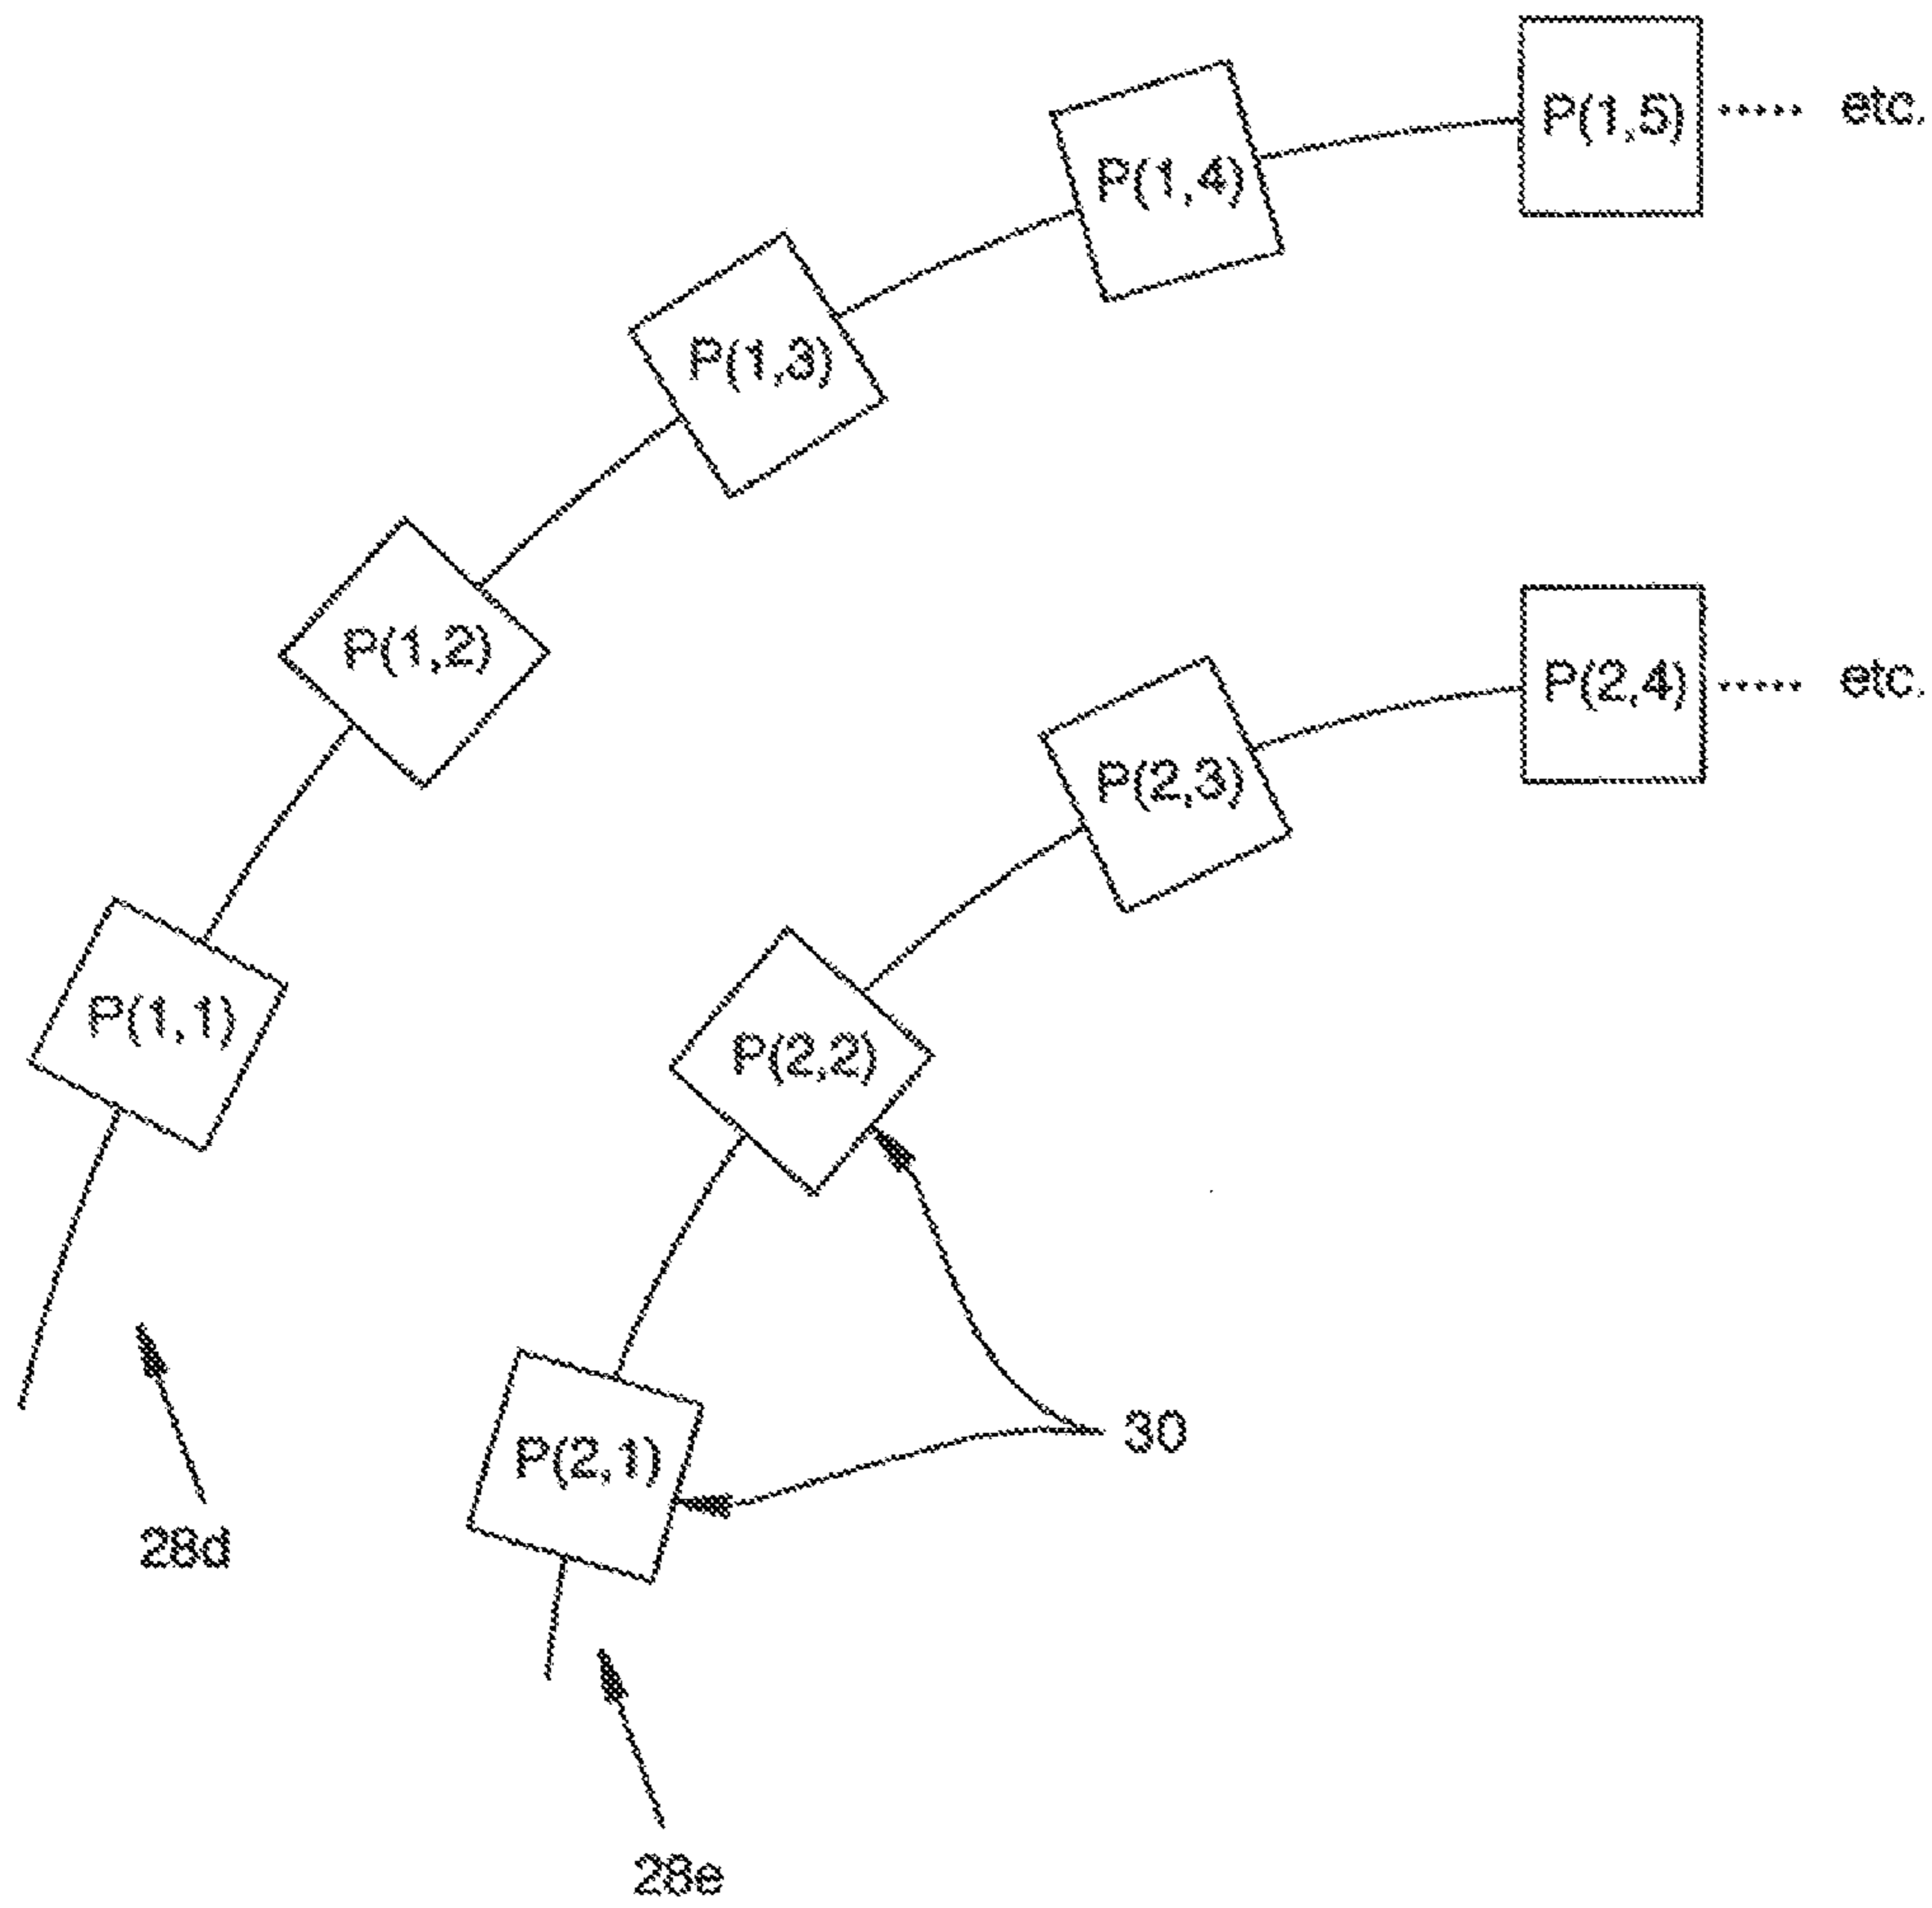 P(1,5) ..... etc.
P(1,4)
P(1,3)
P(1,2)
P(2,4) ..... etc.
P(2,3)
P(1,1)
P(2,2)
30
P(2,1)
28d
28e